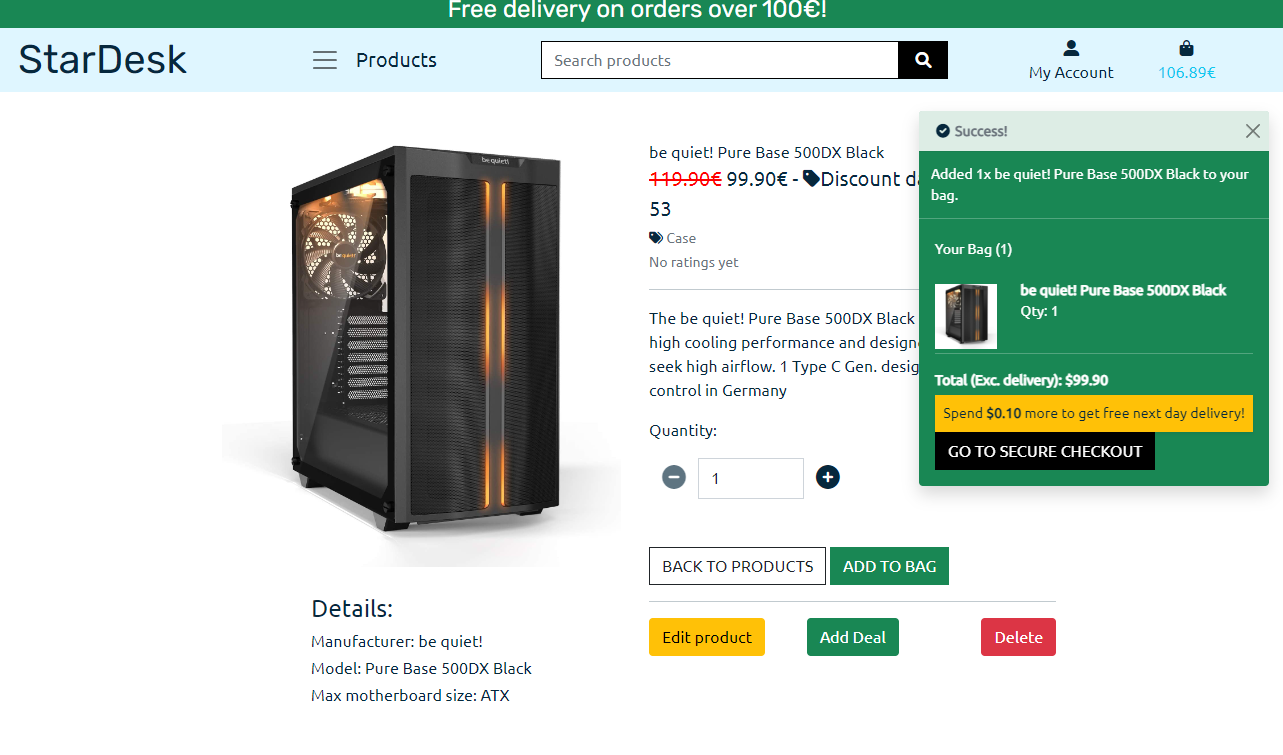 Free delivery on orders over 100€!
StarDesk
Products
Search products
My Account
106.89€
be quiet!
be quiet!
be quiet! Pure Base 500DX Black
119.90€ 99.90€ - Discount
53
Case
No ratings yet
The be quiet! Pure Base 500DX Black
high cooling performance and
seek high airflow. 1 Type C Gen.
control in Germany
Quantity:
1
BACK TO PRODUCTS
ADD TO BAG
Edit product
Add Deal
Delete
Details:
Manufacturer: be quiet!
Model: Pure Base 500DX Black
Max motherboard size: ATX
Success!
Added 1x be quiet! Pure Base 500DX Black to your
bag.
Your Bag (1)
be quiet! Pure Base 500DX Black
Qty: 1
Total (Exc. delivery): $99.90
Spend $0.10 more to get free next day delivery!
GO TO SECURE CHECKOUT